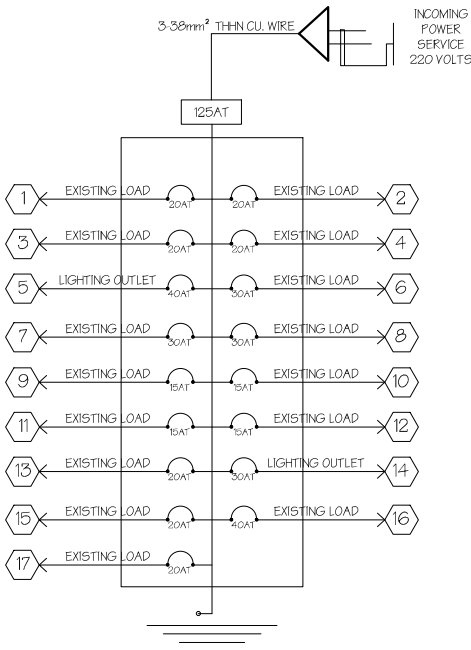 3-38mm² THHN CU. WIRE
INCOMING
POWER
SERVICE
220 VOLTS
125AT
1 EXISTING LOAD 20AT 20AT EXISTING LOAD 2
3 EXISTING LOAD 20AT 20AT EXISTING LOAD 4
5 LIGHTING OUTLET 40AT 30AT EXISTING LOAD 6
7 EXISTING LOAD 30AT 30AT EXISTING LOAD 8
9 EXISTING LOAD 15AT 15AT EXISTING LOAD 10
11 EXISTING LOAD 15AT 15AT EXISTING LOAD 12
13 EXISTING LOAD 20AT 30AT LIGHTING OUTLET 14
15 EXISTING LOAD 20AT 40AT EXISTING LOAD 16
17 EXISTING LOAD 20AT